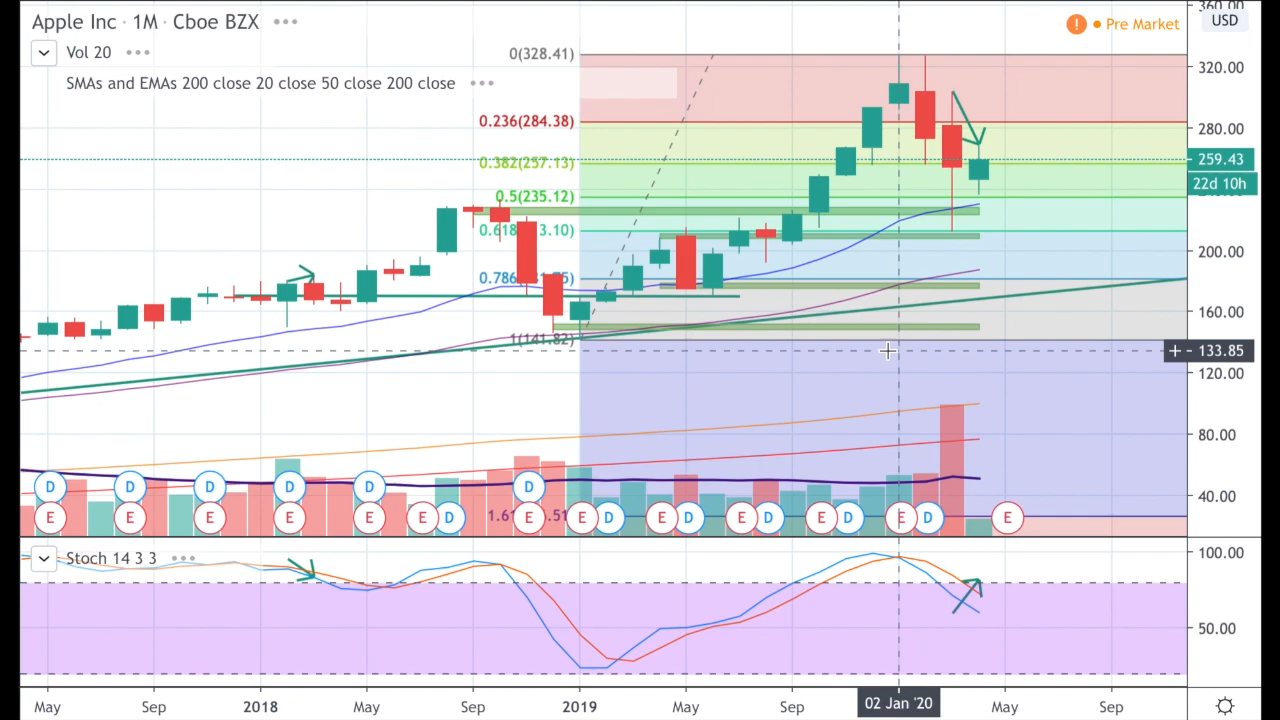 Apple Inc · 1M · Cboe BZX
Pre Market
USD
Vol 20
SMAs and EMAs 200 close 20 close 50 close 200 close
360.00
320.00
280.00
259.43
22d 10h
200.00
160.00
133.85
120.00
80.00
40.00
0(328.41)
0.236(284.38)
0.382(257.13)
0.5(235.12)
1(141.82)
D D D D D D D D D D
E E E E E E E E E E E E
Stoch 14 3 3
100.00
50.00
May Sep 2018 May Sep 2019 May Sep 02 Jan '20 May Sep